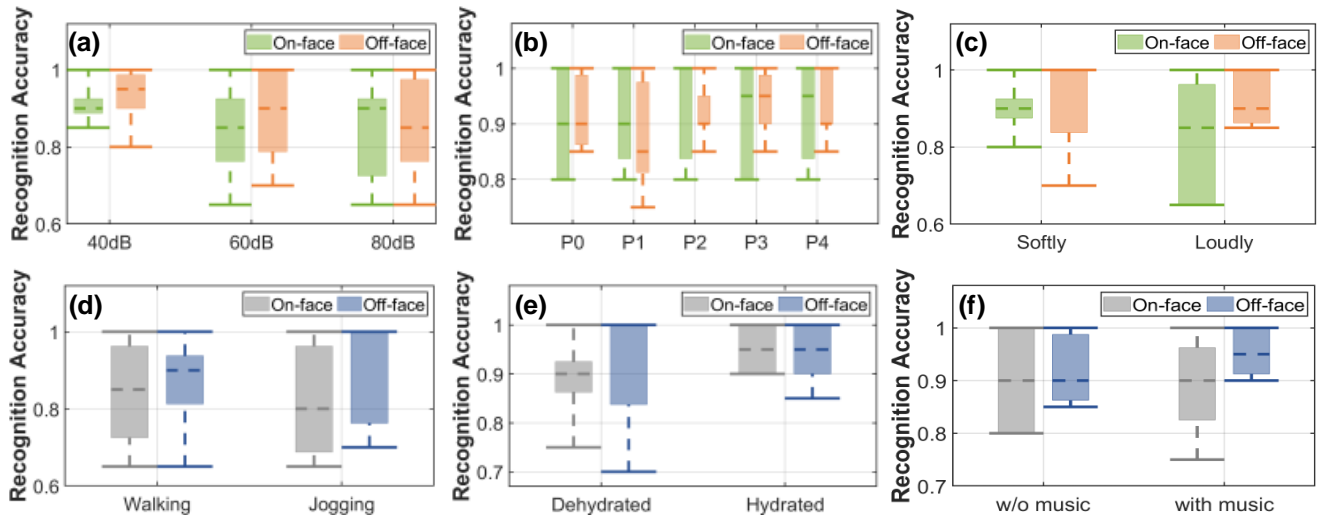 (a)
On-face Off-face
Recognition Accuracy
1
0.8
0.6
40dB 60dB 80dB
(b)
On-face Off-face
Recognition Accuracy
1
0.9
0.8
P0 P1 P2 P3 P4
(c)
On-face Off-face
Recognition Accuracy
1
0.8
0.6
Softly Loudly
(d)
On-face Off-face
Recognition Accuracy
1
0.8
0.6
Walking Jogging
(e)
On-face Off-face
Recognition Accuracy
1
0.9
0.8
0.7
Dehydrated Hydrated
(f)
On-face Off-face
Recognition Accuracy
1
0.9
0.8
0.7
w/o music with music